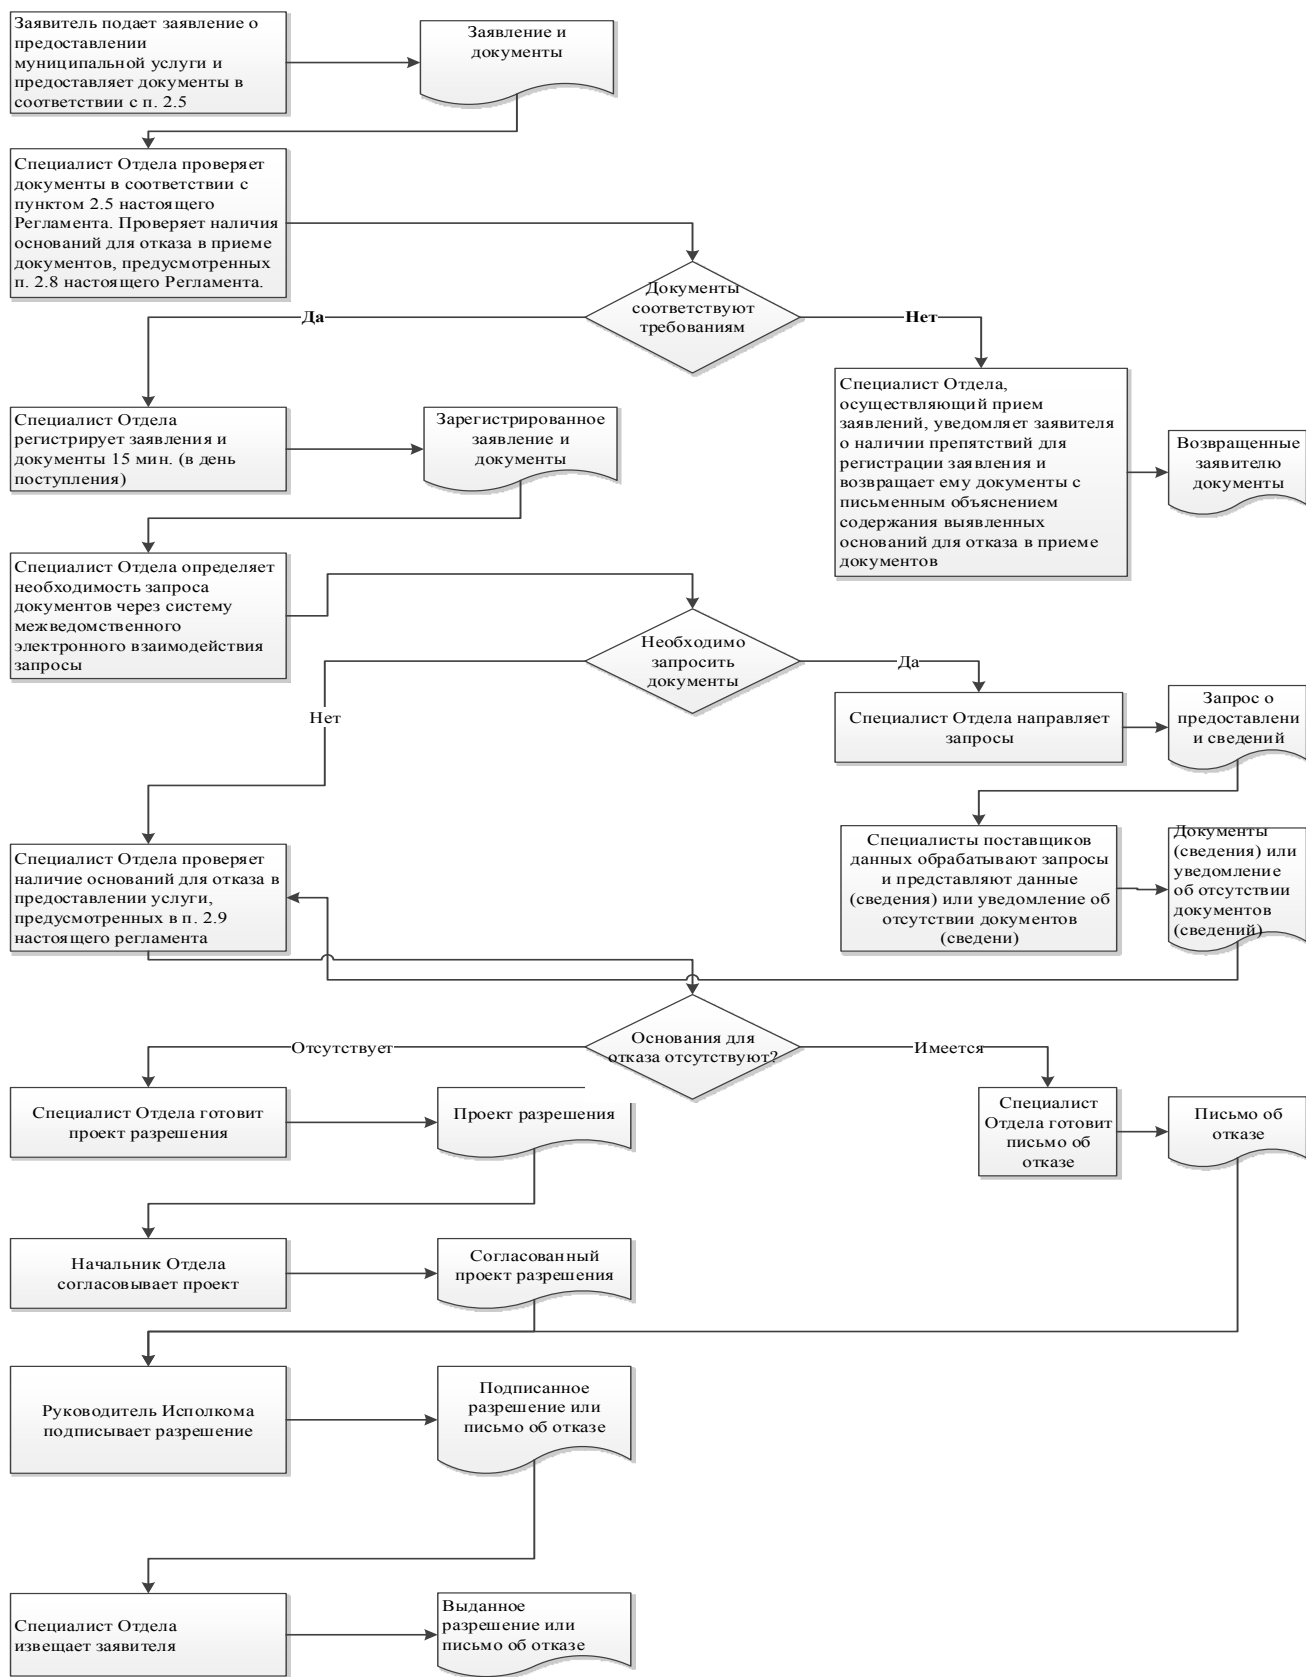 Заявитель подает заявление о
предоставлении
муниципальной услуги и
предоставляет документы в
соответствии с п. 2.5
Заявление и
документы
Специалист Отдела проверяет
документы в соответствии с
пунктом 2.5 настоящего
Регламента. Проверяет наличия
оснований для отказа в приеме
документов, предусмотренных
п. 2.8 настоящего Регламента.
Документы
соответствуют
требованиям
Да
Нет
Специалист Отдела
регистрирует заявления и
документы 15 мин. (в день
поступления)
Зарегистрированное
заявление и
документы
Специалист Отдела,
осуществляющий прием
заявлений, уведомляет заявителя
о наличии препятствий для
регистрации заявления и
возвращает ему документы с
письменным объяснением
содержания выявленных
оснований для отказа в приеме
документов
Возвращенные
заявителю
документы
Специалист Отдела определяет
необходимость запроса
документов через систему
межведомственного
электронного взаимодействия
запросы
Необходимо
запросить
документы
Да
Нет
Специалист Отдела направляет
запросы
Запрос о
предоставлени
и сведений
Специалист Отдела проверяет
наличие оснований для отказа в
предоставлении услуги,
предусмотренных в п. 2.9
настоящего регламента
Специалисты поставщиков
данных обрабатывают запросы
и представляют данные
(сведения) или уведомление об
отсутствии документов
(сведени)
Документы
(сведения) или
уведомление
об отсутствии
документов
(сведений)
Основания для
отказа отсутствуют?
Отсутствует
Имеется
Специалист Отдела готовит
проект разрешения
Проект разрешения
Специалист
Отдела готовит
письмо об
отказе
Письмо об
отказе
Начальник Отдела
согласовывает проект
Согласованный
проект разрешения
Руководитель Исполкома
подписывает разрешение
Подписанное
разрешение или
письмо об отказе
Специалист Отдела
извещает заявителя
Выданное
разрешение или
письмо об отказе